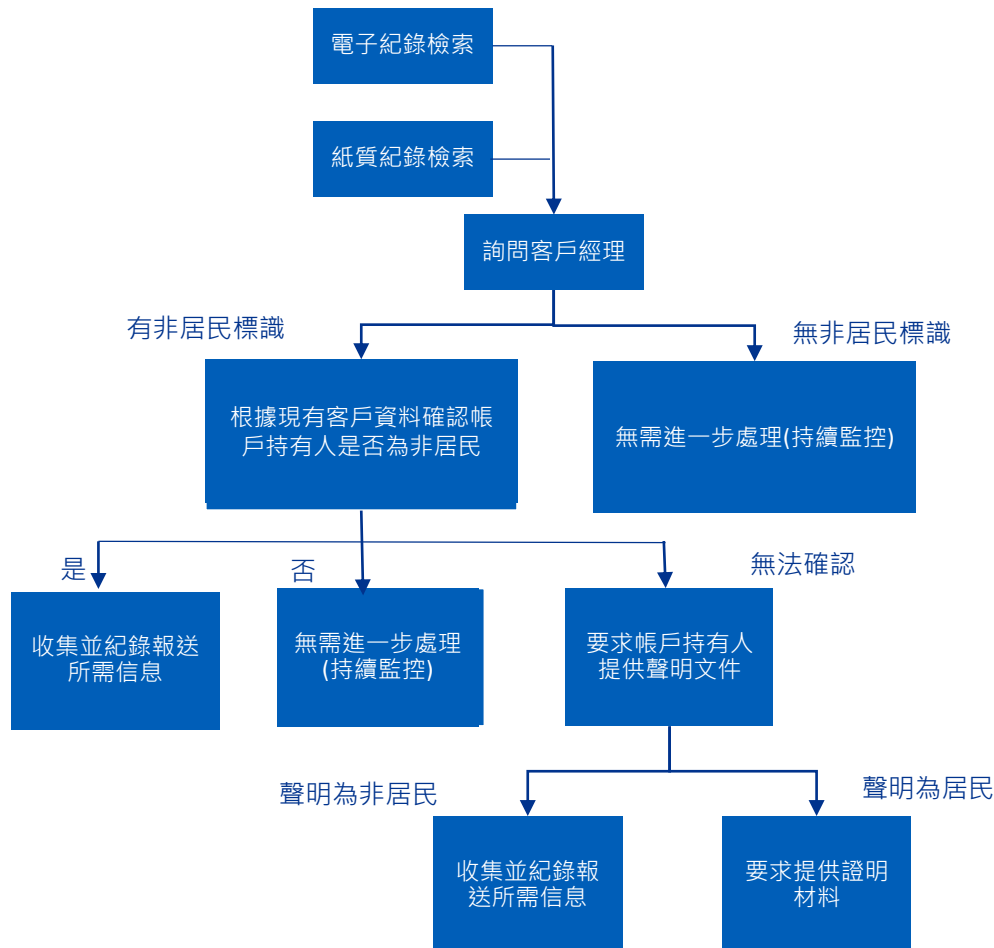 電子紀錄檢索
紙質紀錄檢索
詢問客戶經理
有非居民標識
無非居民標識
根據現有客戶資料確認帳
戶持有人是否為非居民
無需進一步處理(持續監控)
是
否
無法確認
收集並紀錄報送
所需信息
無需進一步處理
(持續監控)
要求帳戶持有人
提供聲明文件
聲明為非居民
聲明為居民
收集並紀錄報
送所需信息
要求提供證明
材料